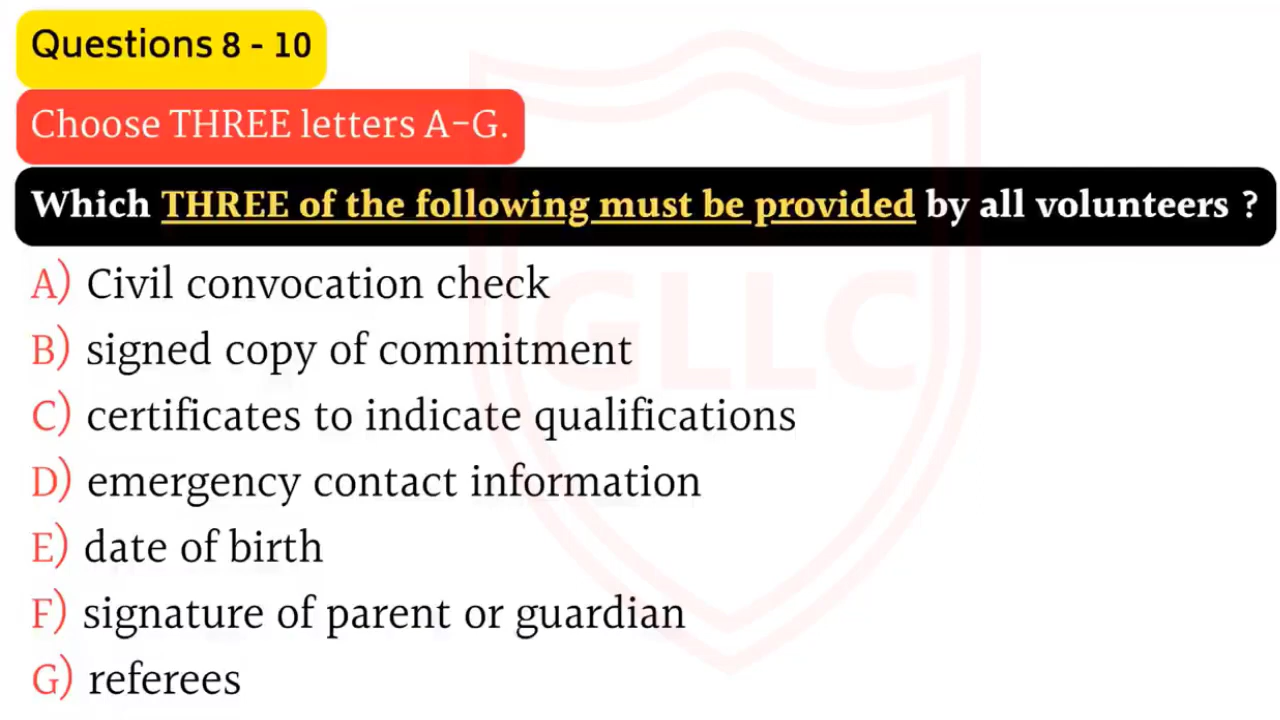 Questions 8 - 10
Choose THREE letters A-G.
Which THREE of the following must be provided by all volunteers ?
A) Civil convocation check
B) signed copy of commitment
C) certificates to indicate qualifications
D) emergency contact information
E) date of birth
F) signature of parent or guardian
G) referees
GLLC